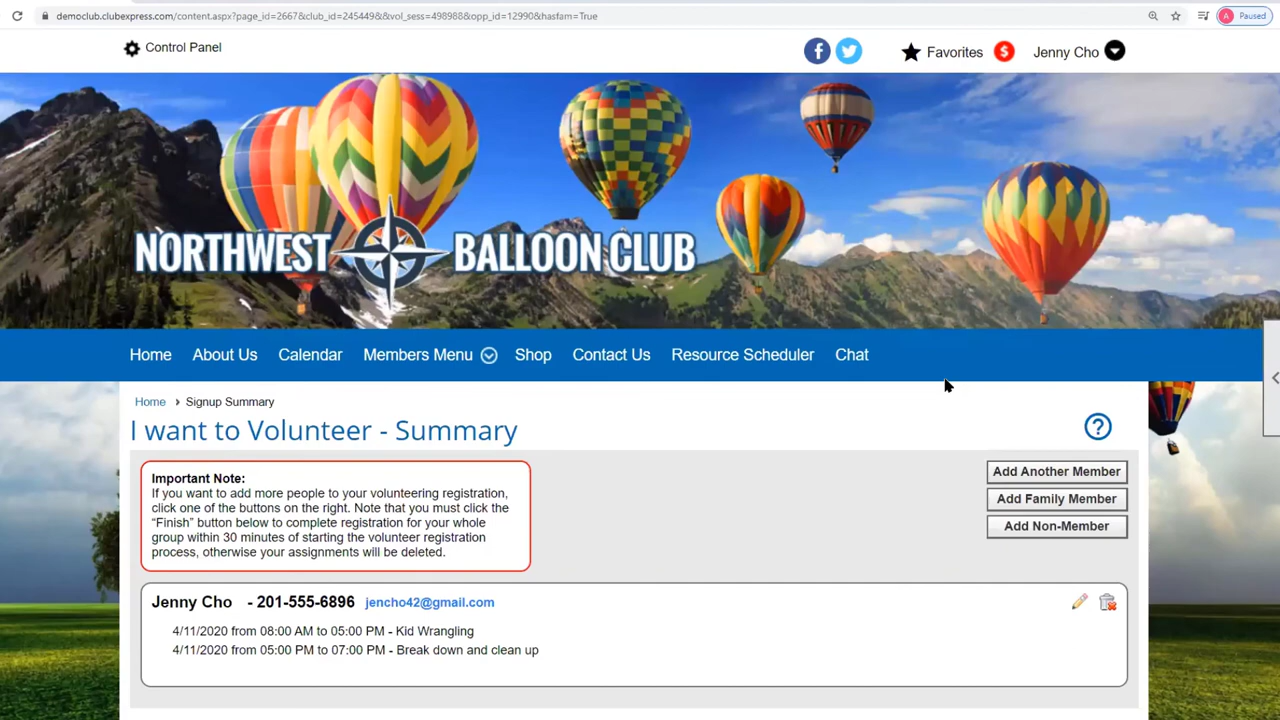 democlub.clubexpress.com/content.aspx?page_id=2667&club_id=245449&&vol_sess=498988&opp_id=12990&hasfam=True
A Paused
Control Panel
f
Favorites $ Jenny Cho
NORTHWEST BALLOON CLUB
Home About Us Calendar Members Menu Shop Contact Us Resource Scheduler Chat
Home › Signup Summary
I want to Volunteer - Summary
?
Important Note:
If you want to add more people to your volunteering registration,
click one of the buttons on the right. Note that you must click the
“Finish” button below to complete registration for your whole
group within 30 minutes of starting the volunteer registration
process, otherwise your assignments will be deleted.
Add Another Member
Add Family Member
Add Non-Member
Jenny Cho - 201-555-6896 jencho42@gmail.com
4/11/2020 from 08:00 AM to 05:00 PM - Kid Wrangling
4/11/2020 from 05:00 PM to 07:00 PM - Break down and clean up